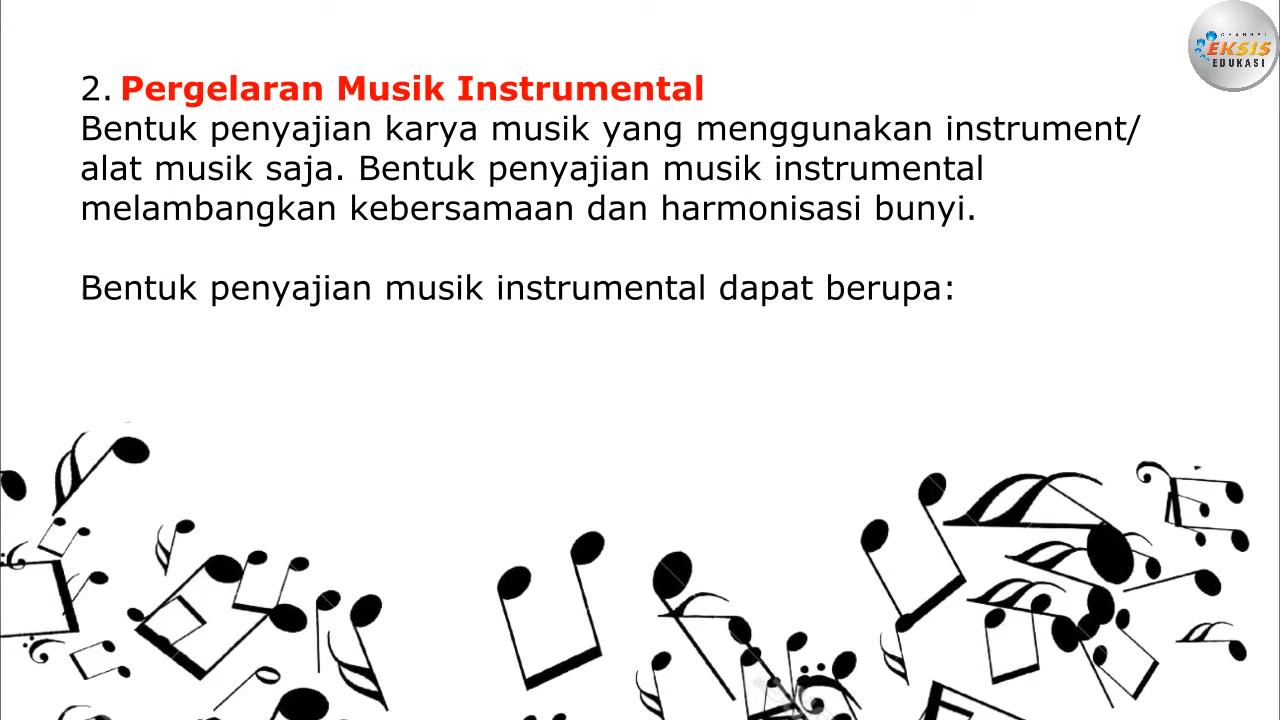 CHANNEL
EKSIS
EDUKASI
2. Pergelaran Musik Instrumental
Bentuk penyajian karya musik yang menggunakan instrument/
alat musik saja. Bentuk penyajian musik instrumental
melambangkan kebersamaan dan harmonisasi bunyi.
Bentuk penyajian musik instrumental dapat berupa: